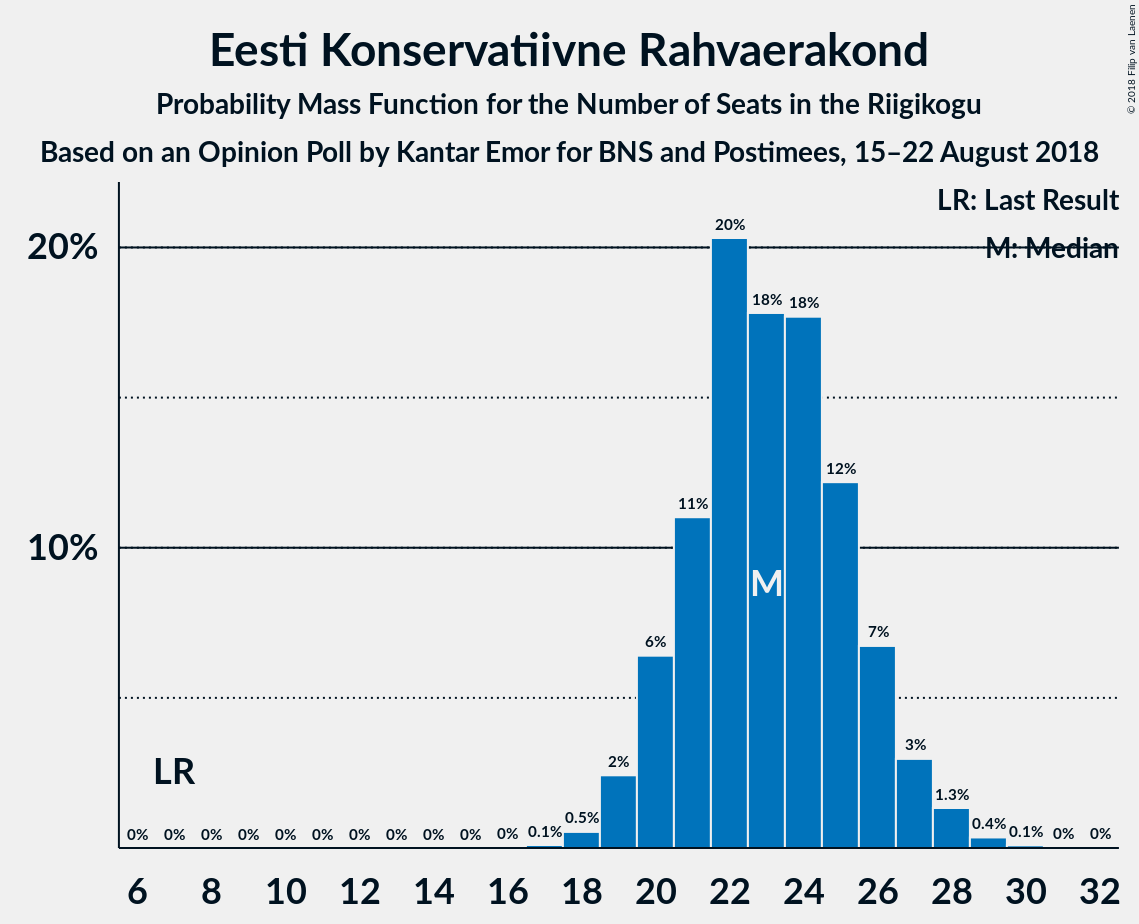 Eesti Konservatiivne Rahvaerakond
Probability Mass Function for the Number of Seats in the Riigikogu
Based on an Opinion Poll by Kantar Emor for BNS and Postimees, 15–22 August 2018
© 2018 Filip van Laenen
LR: Last Result
M: Median
20%
10%
20%
18%
18%
12%
11%
M
7%
6%
3%
2%
LR
1.3%
0% 0% 0% 0% 0% 0% 0% 0% 0% 0% 0% 0.1% 0.5% 0.4% 0.1% 0% 0%
6 8 10 12 14 16 18 20 22 24 26 28 30 32